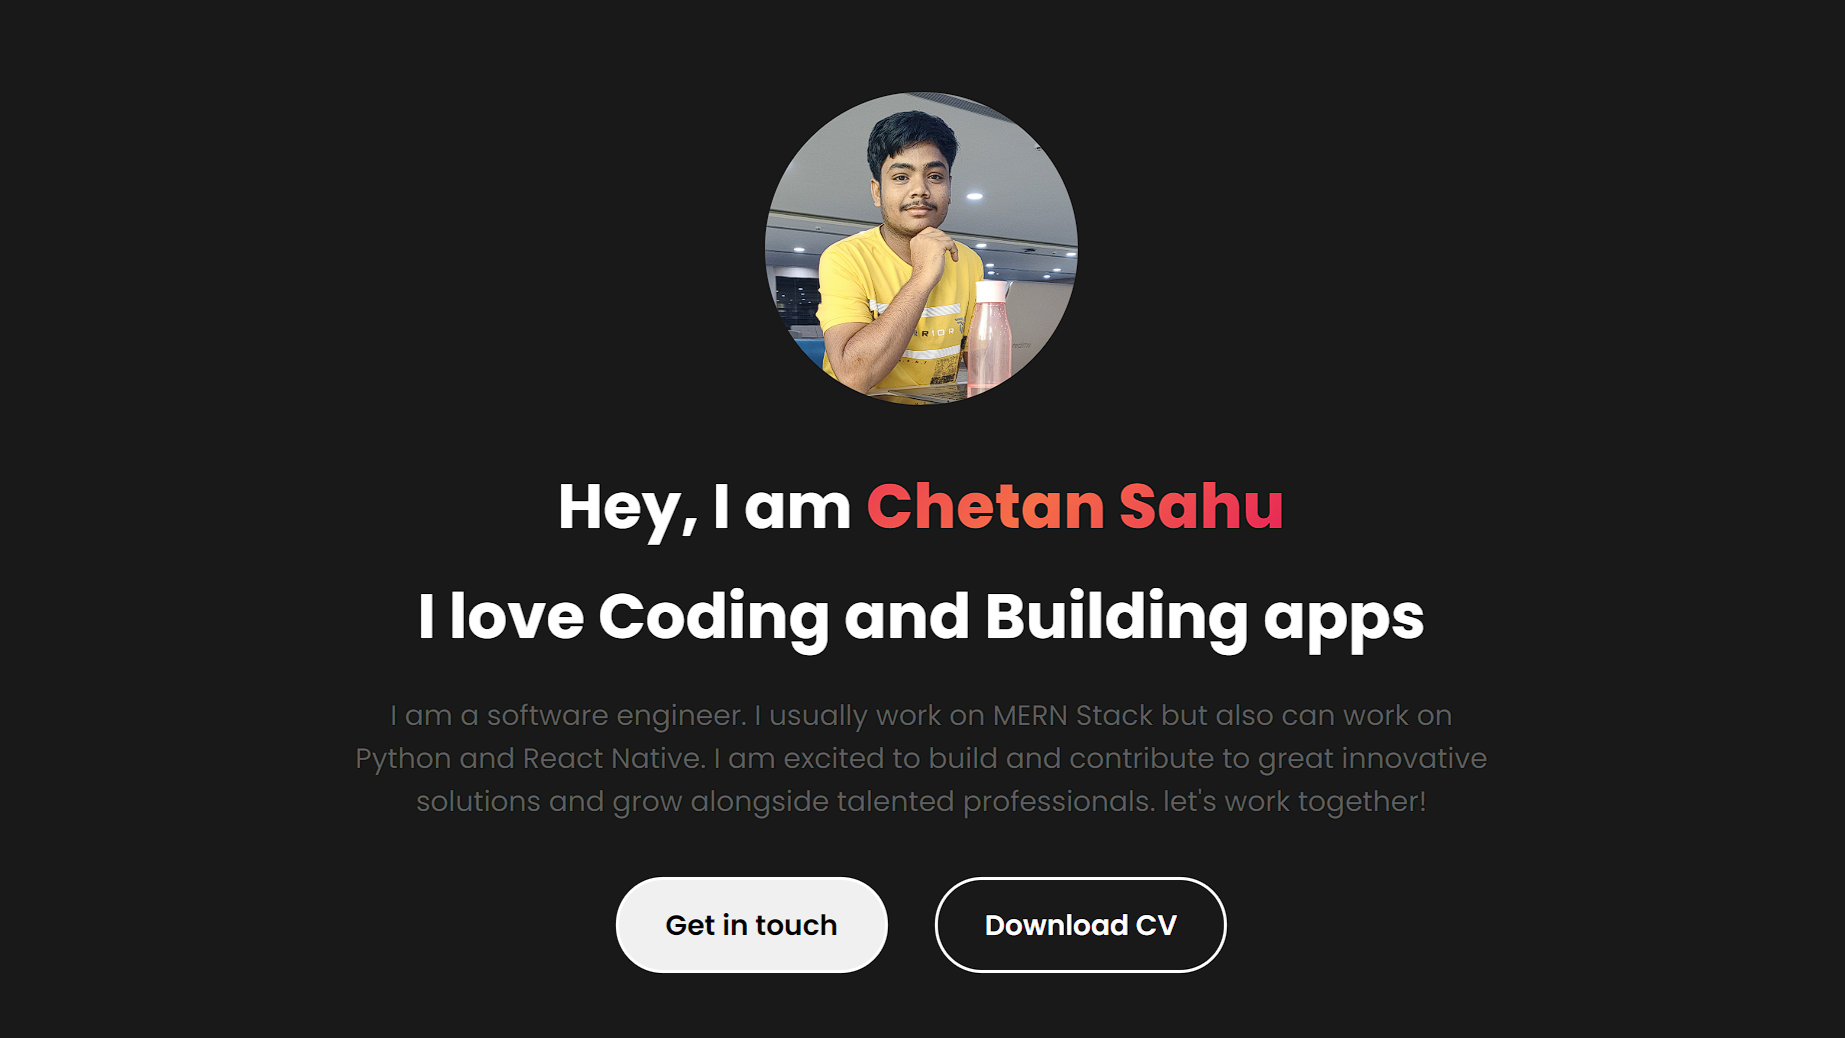 RRIOR
Hey, I am Chetan Sahu
I love Coding and Building apps
I am a software engineer. I usually work on MERN Stack but also can work on
Python and React Native. I am excited to build and contribute to great innovative
solutions and grow alongside talented professionals. let's work together!
Get in touch
Download CV